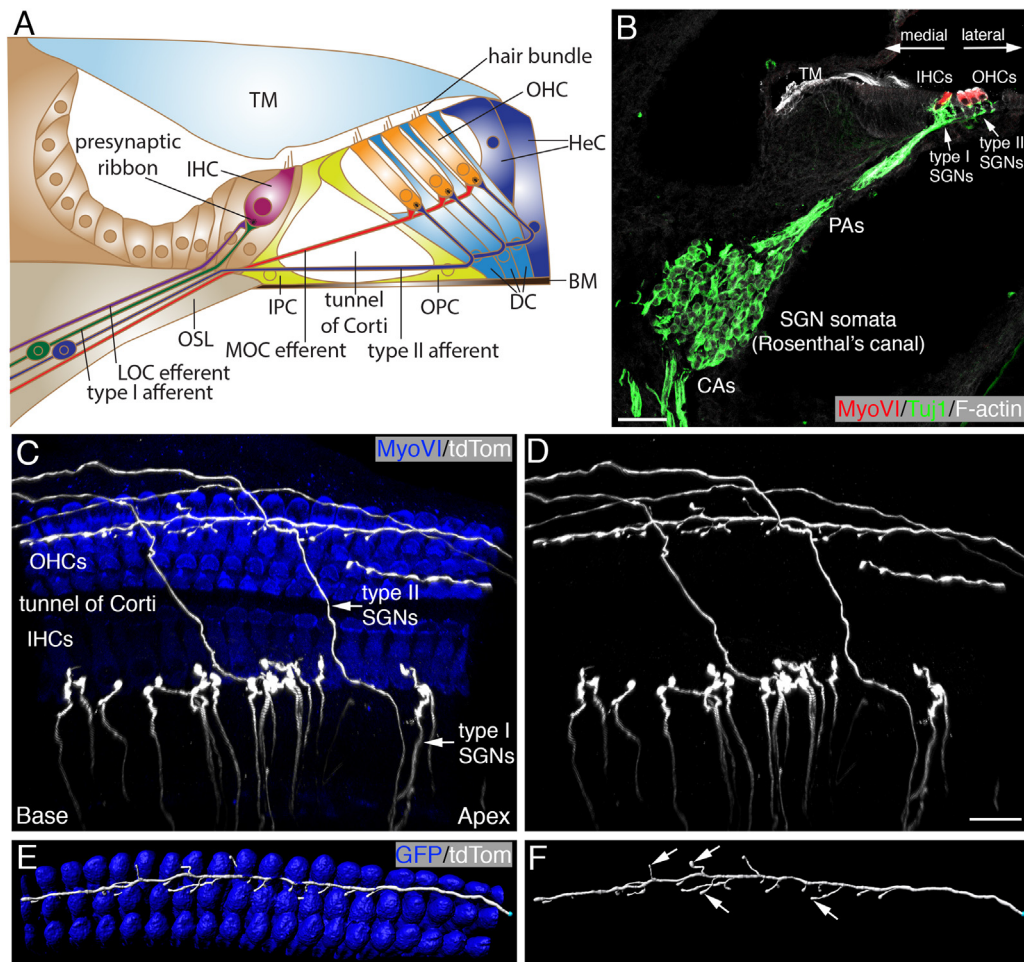 A
TM
hair bundle
OHC
HeC
presynaptic
ribbon
IHC
BM
IPC
tunnel
of Corti
OPC
DC
OSL
MOC efferent
type II afferent
LOC efferent
type I afferent
B
medial
lateral
TM
IHCs
OHCs
type I
SGNs
type II
SGNs
PAs
SGN somata
(Rosenthal's canal)
CAs
MyoVI/Tuj1/F-actin
C
MyoVI/tdTom
OHCs
tunnel of Corti
IHCs
type II
SGNs
type I
SGNs
Base
Apex
D
E
GFP/tdTom
F